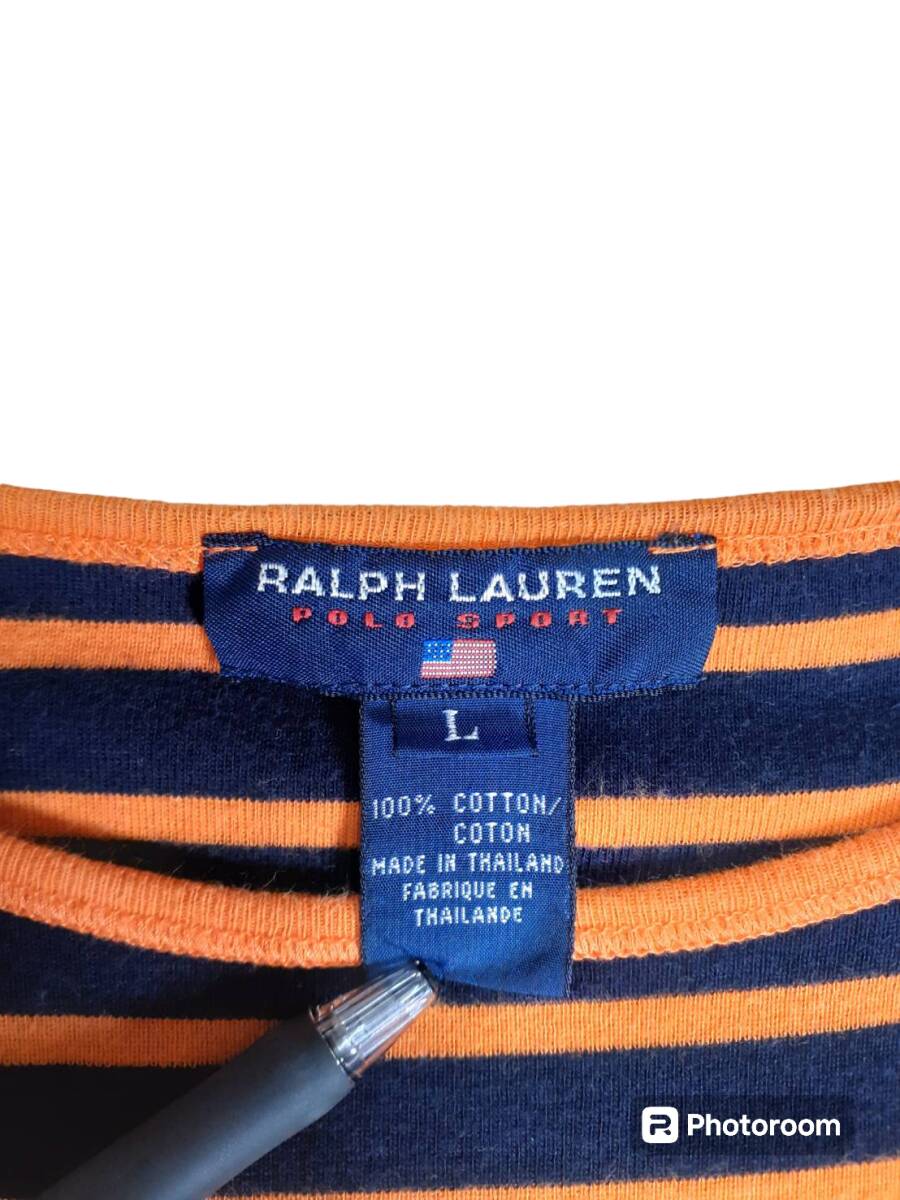 RALPH LAUREN
POLO SPORT
L
100% COTTON/
COTON
MADE IN THAILAND
FABRIQUE EN
THAILANDE
Photoroom